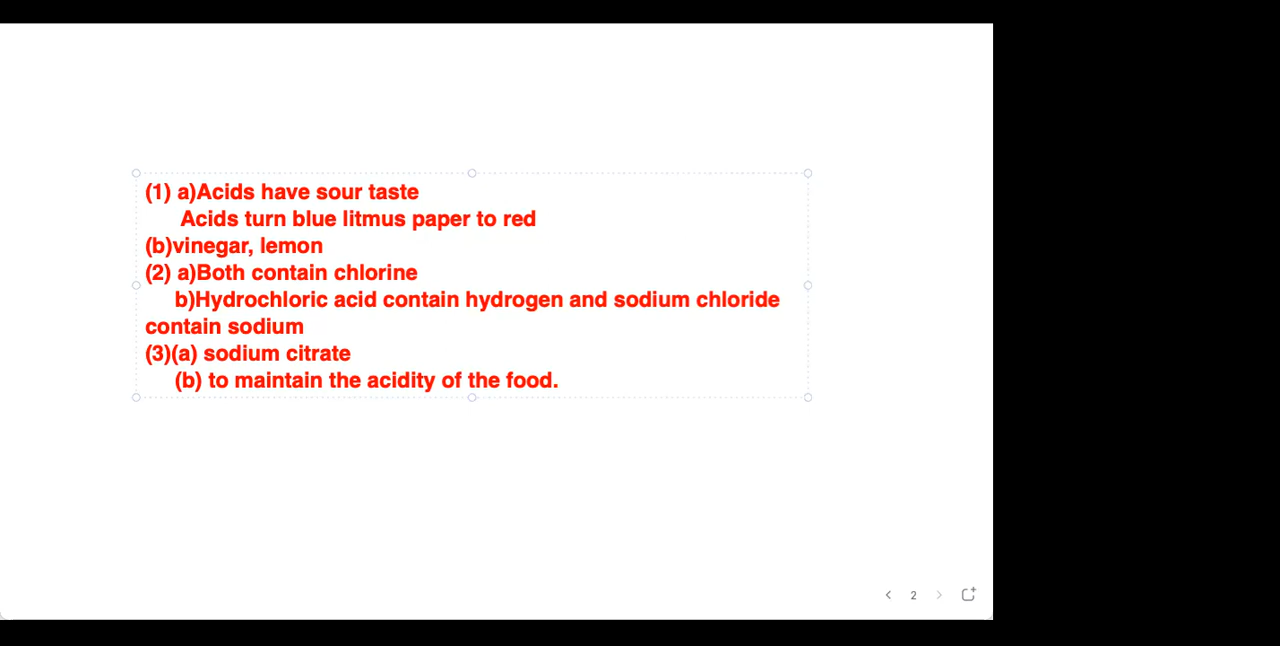 (1) a)Acids have sour taste
Acids turn blue litmus paper to red
(b)vinegar, lemon
(2) a)Both contain chlorine
b)Hydrochloric acid contain hydrogen and sodium chloride
contain sodium
(3)(a) sodium citrate
(b) to maintain the acidity of the food.
2